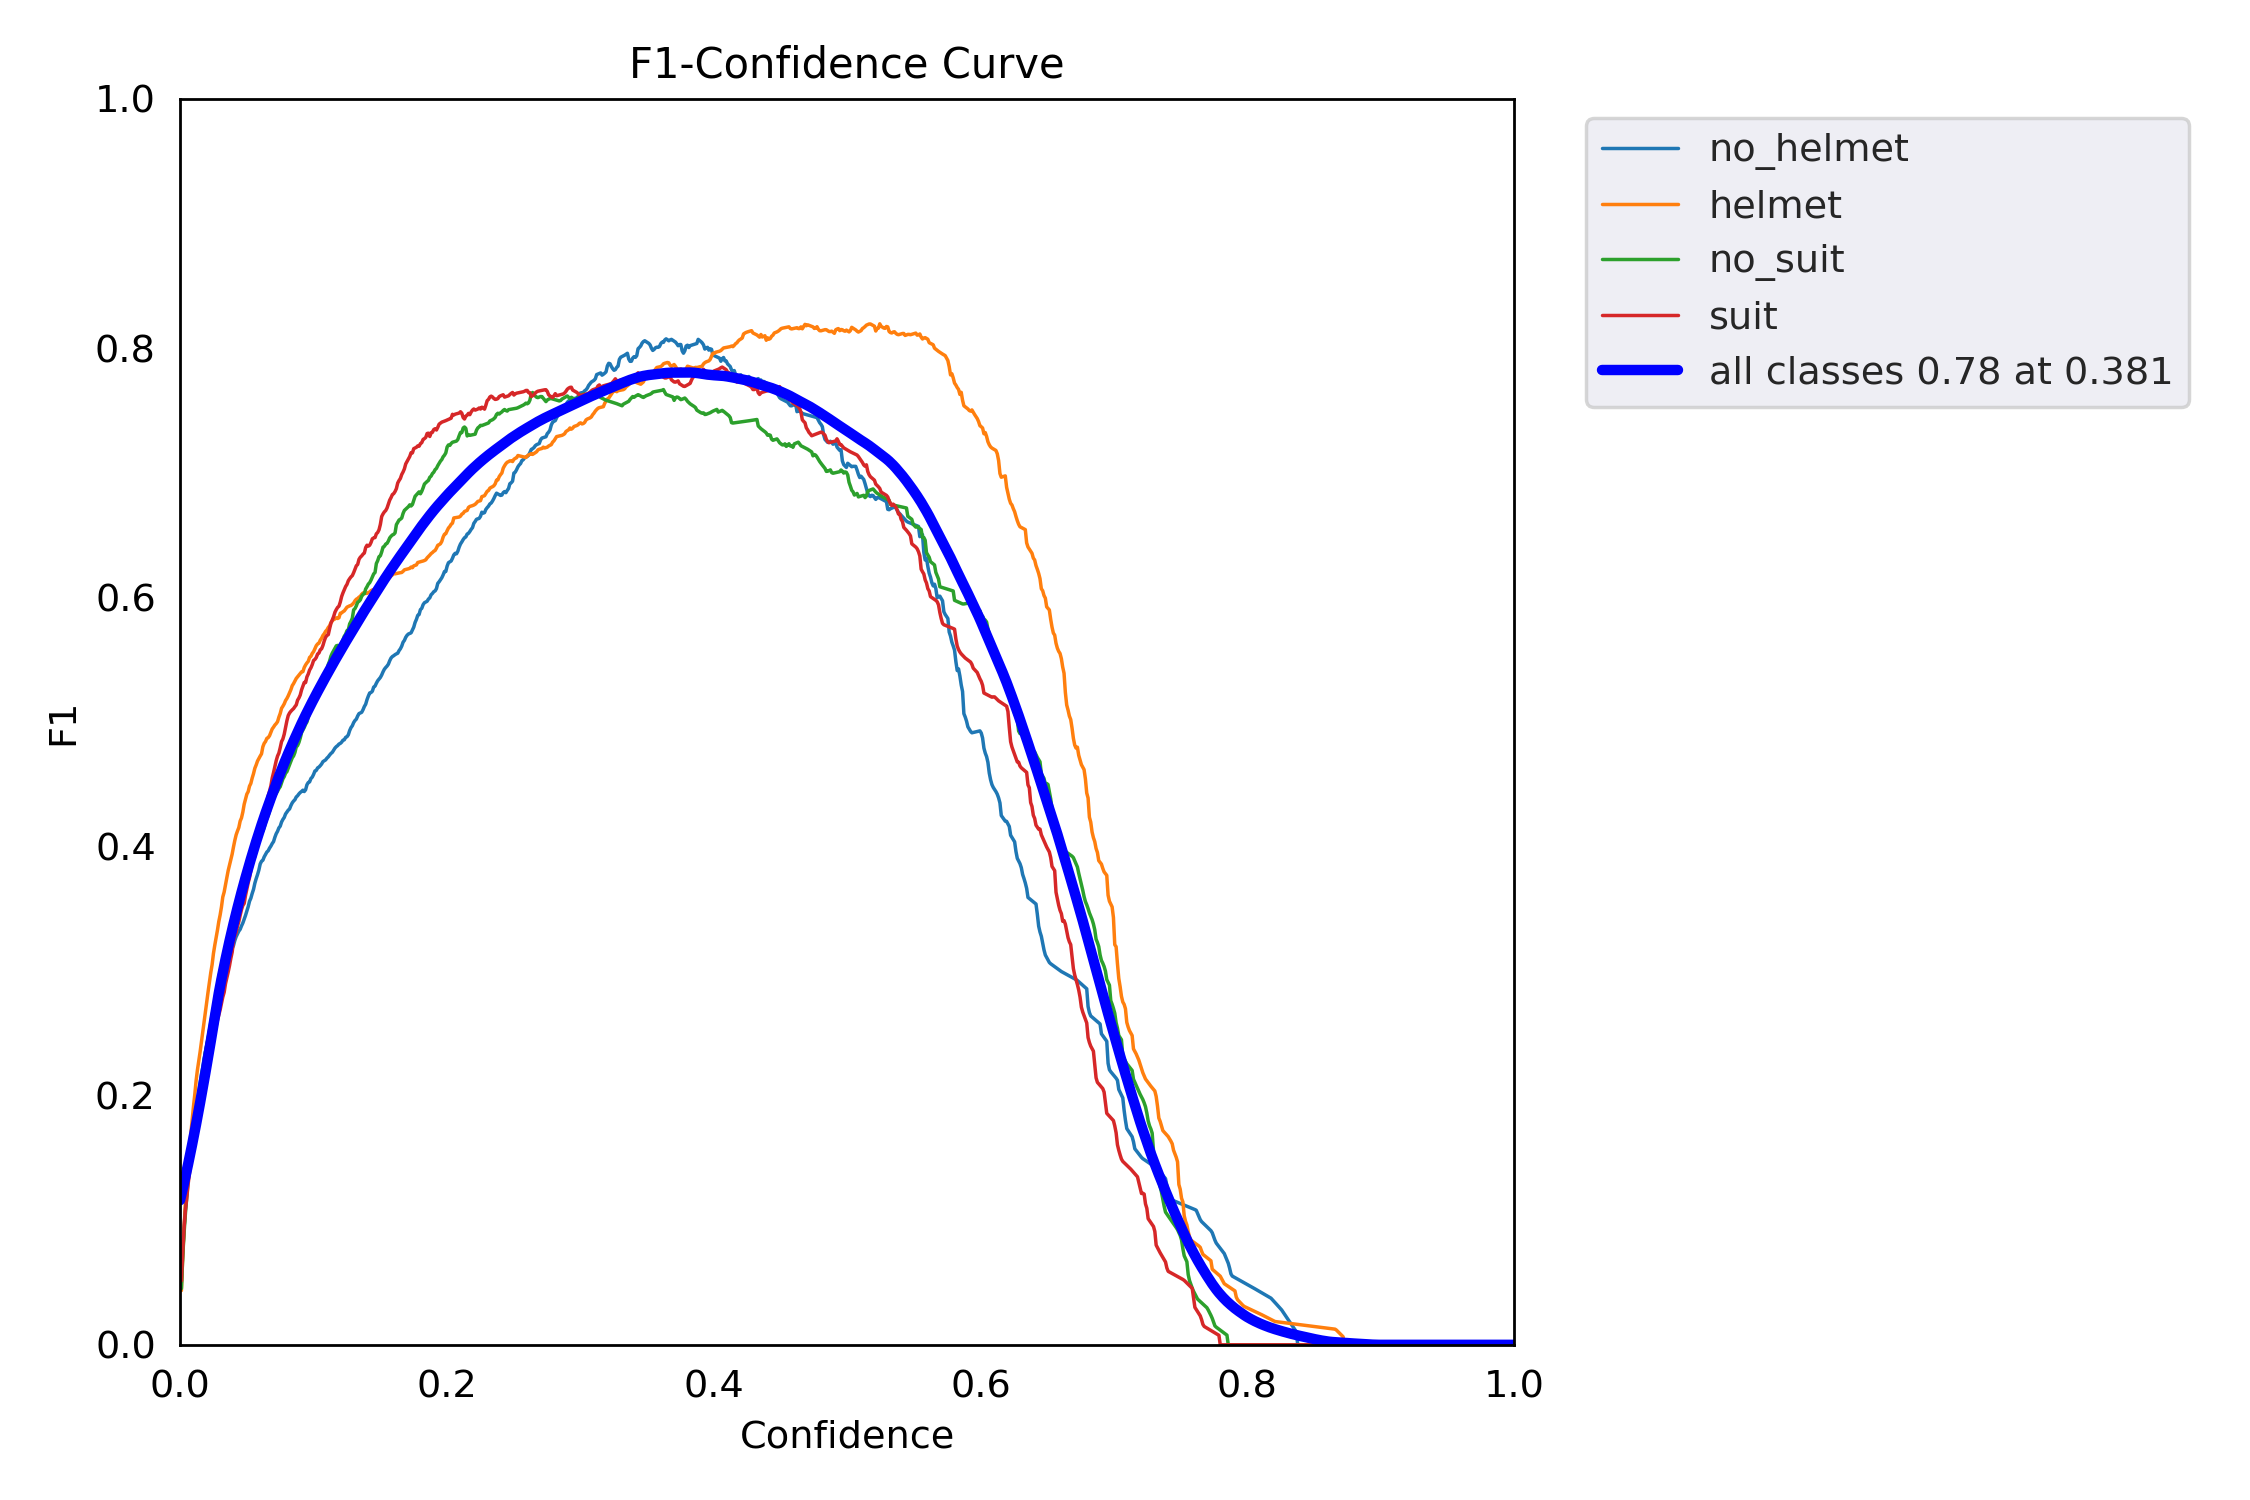 F1-Confidence Curve
1.0
0.8
0.6
0.4
0.2
0.0
F1
0.0 0.2 0.4 0.6 0.8 1.0
Confidence
no_helmet
helmet
no_suit
suit
all classes 0.78 at 0.381